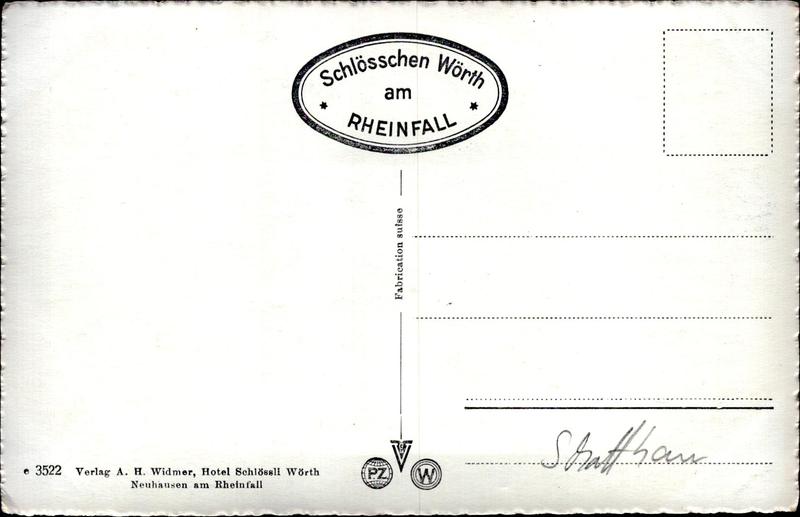 Schlösschen Wörth
am
* RHEINFALL *
Fabrication suisse
e 3522 Verlag A. H. Widmer, Hotel Schlössli Wörth
Neuhausen am Rheinfall
PZ
W